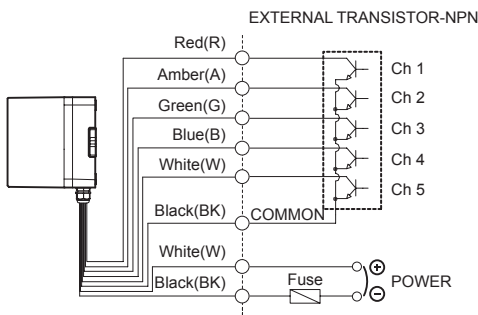 EXTERNAL TRANSISTOR-NPN
Red(R)
Ch 1
Amber(A)
Ch 2
Green(G)
Ch 3
Blue(B)
Ch 4
White(W)
Ch 5
Black(BK) COMMON
White(W)
Black(BK) Fuse
⊕
POWER
⊖